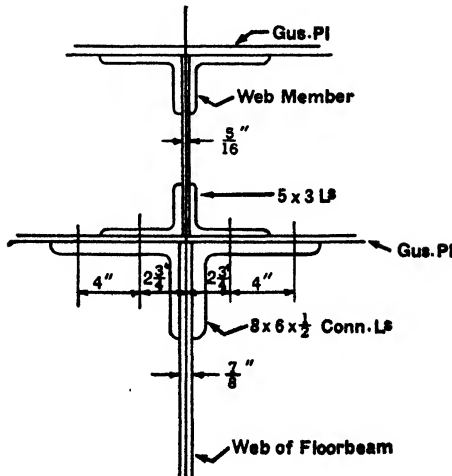 Gus.Pl
Web Member
5/16"
5 x 3 Ls
Gus.Pl
4" 2 3/4" 2 3/4" 4"
8 x 6 x 1/2 Conn.Ls
7/8"
Web of Floorbeam